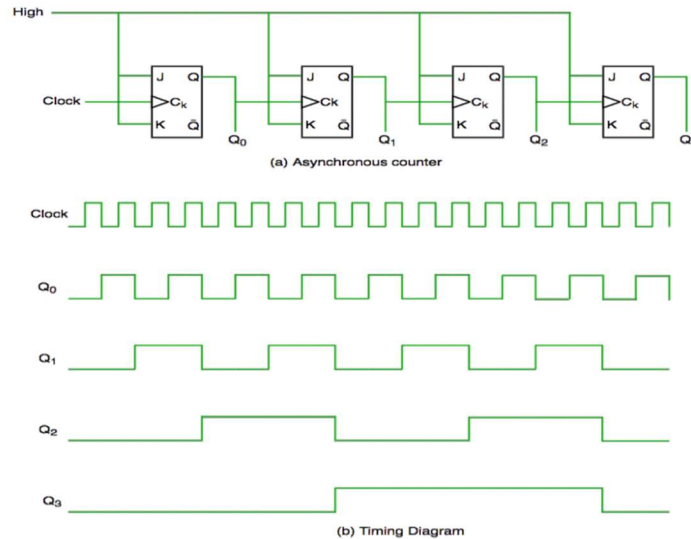 High
J Q J Q J Q J Q
Clock Ck Ck Ck Ck
K Q̄ K Q̄ K Q̄ K Q̄
Q0 Q1 Q2 Q
(a) Asynchronous counter
Clock
Q0
Q1
Q2
Q3
(b) Timing Diagram